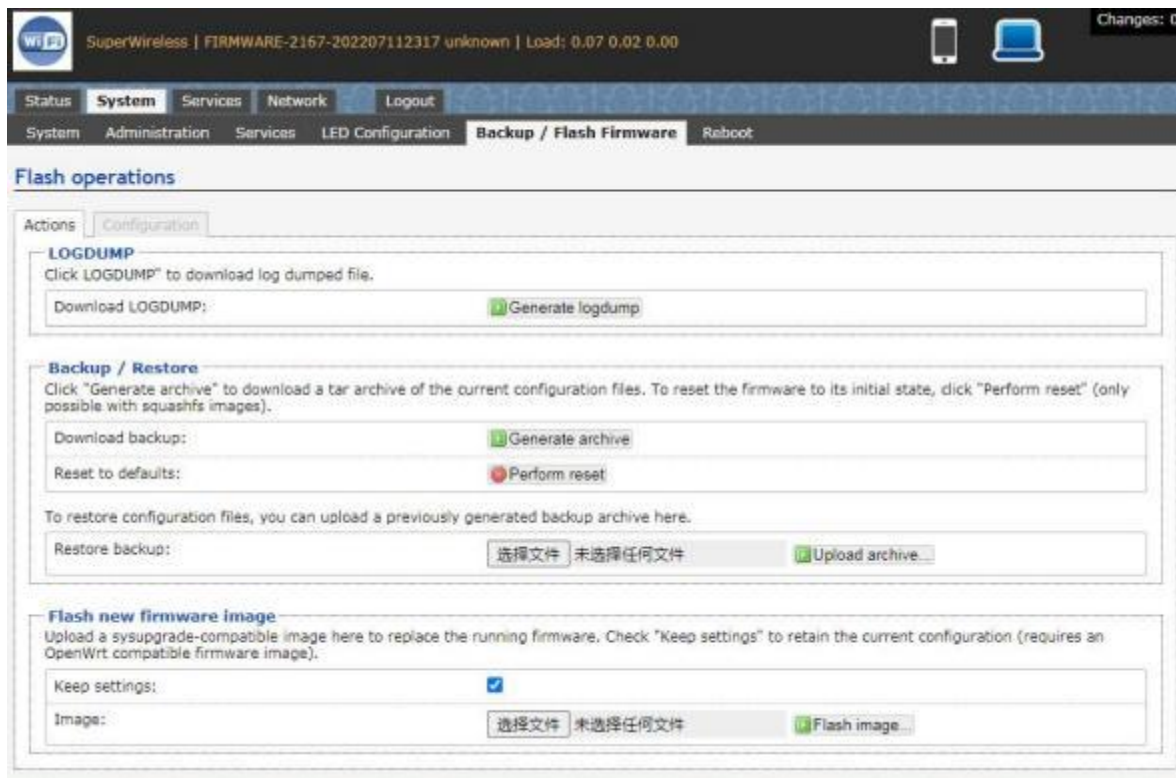 WiFi
SuperWireless | FIRMWARE-2167-202207112317 unknown | Load: 0.07 0.02 0.00
Changes: 0
Status System Services Network Logout
System Administration Services LED Configuration Backup / Flash Firmware Reboot
Flash operations
Actions Configuration
LOGDUMP
Click LOGDUMP" to download log dumped file.
Download LOGDUMP: Generate logdump
Backup / Restore
Click "Generate archive" to download a tar archive of the current configuration files. To reset the firmware to its initial state, click "Perform reset" (only
possible with squashfs images).
Download backup: Generate archive
Reset to defaults: Perform reset
To restore configuration files, you can upload a previously generated backup archive here.
Restore backup: 选择文件 未选择任何文件 Upload archive...
Flash new firmware image
Upload a sysupgrade-compatible image here to replace the running firmware. Check "Keep settings" to retain the current configuration (requires an
OpenWrt compatible firmware image).
Keep settings:
Image: 选择文件 未选择任何文件 Flash image...